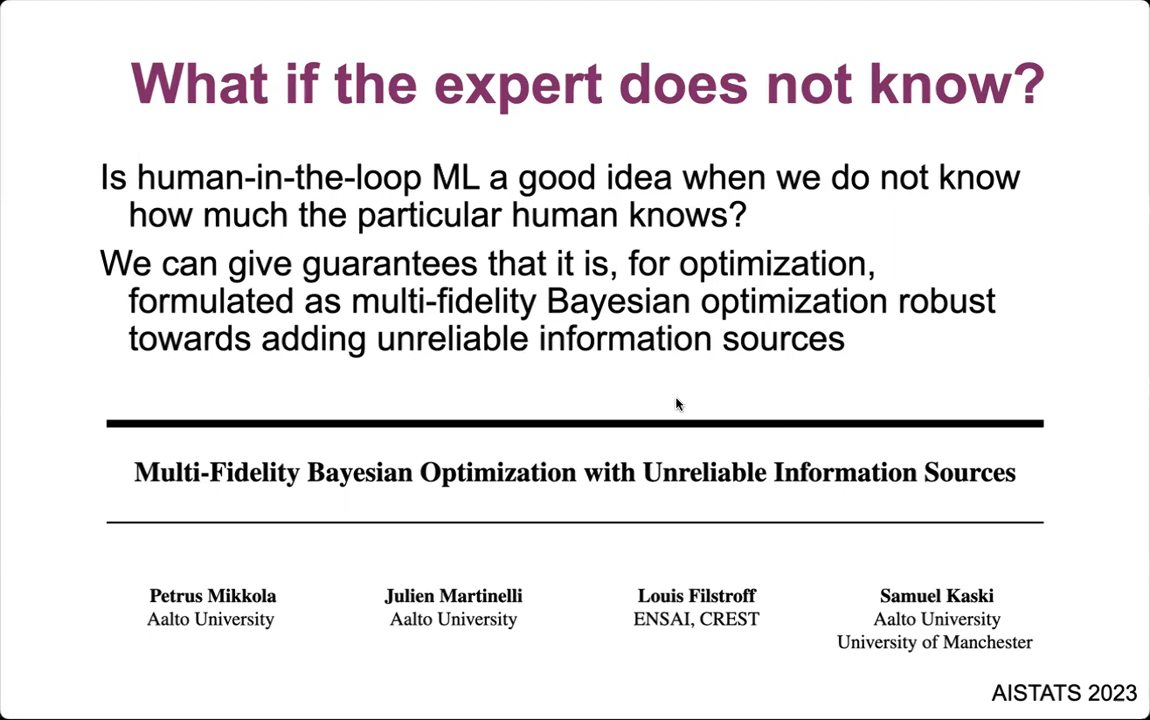 What if the expert does not know?
Is human-in-the-loop ML a good idea when we do not know
how much the particular human knows?
We can give guarantees that it is, for optimization,
formulated as multi-fidelity Bayesian optimization robust
towards adding unreliable information sources
Multi-Fidelity Bayesian Optimization with Unreliable Information Sources
Petrus Mikkola
Aalto University
Julien Martinelli
Aalto University
Louis Filstroff
ENSAI, CREST
Samuel Kaski
Aalto University
University of Manchester
AISTATS 2023